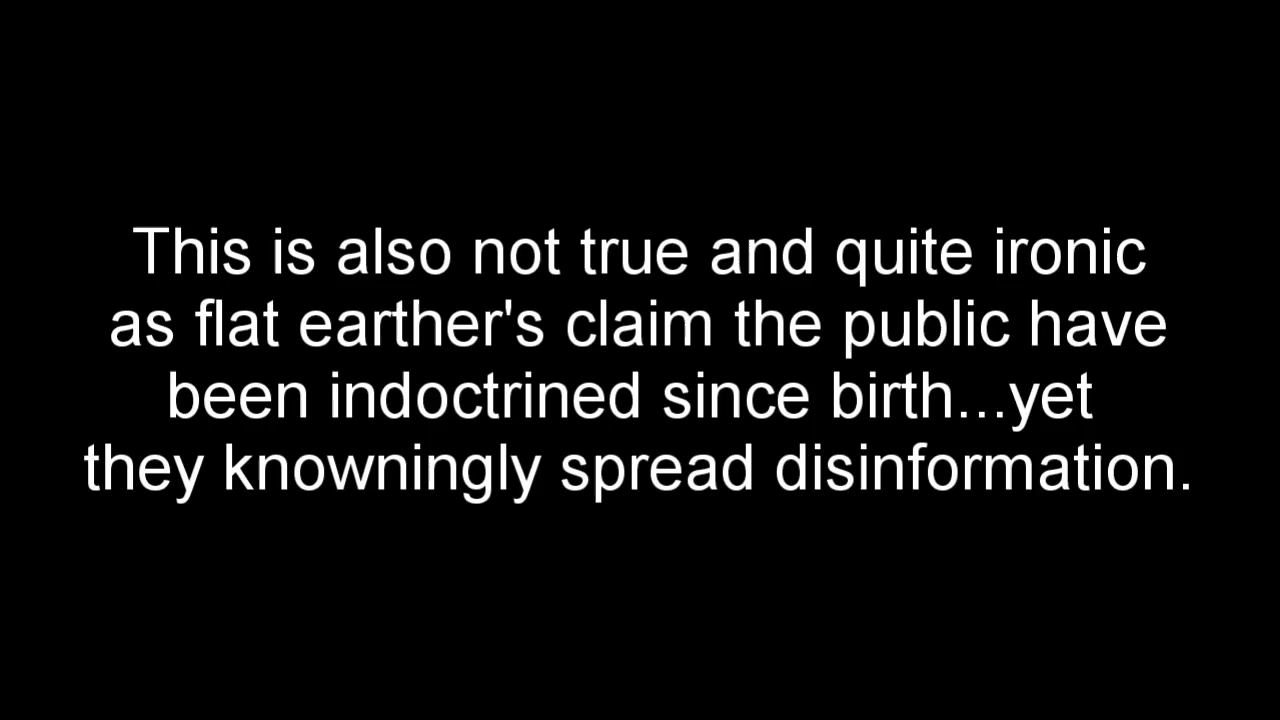 This is also not true and quite ironic
as flat earther's claim the public have
been indoctrined since birth...yet
they knowningly spread disinformation.